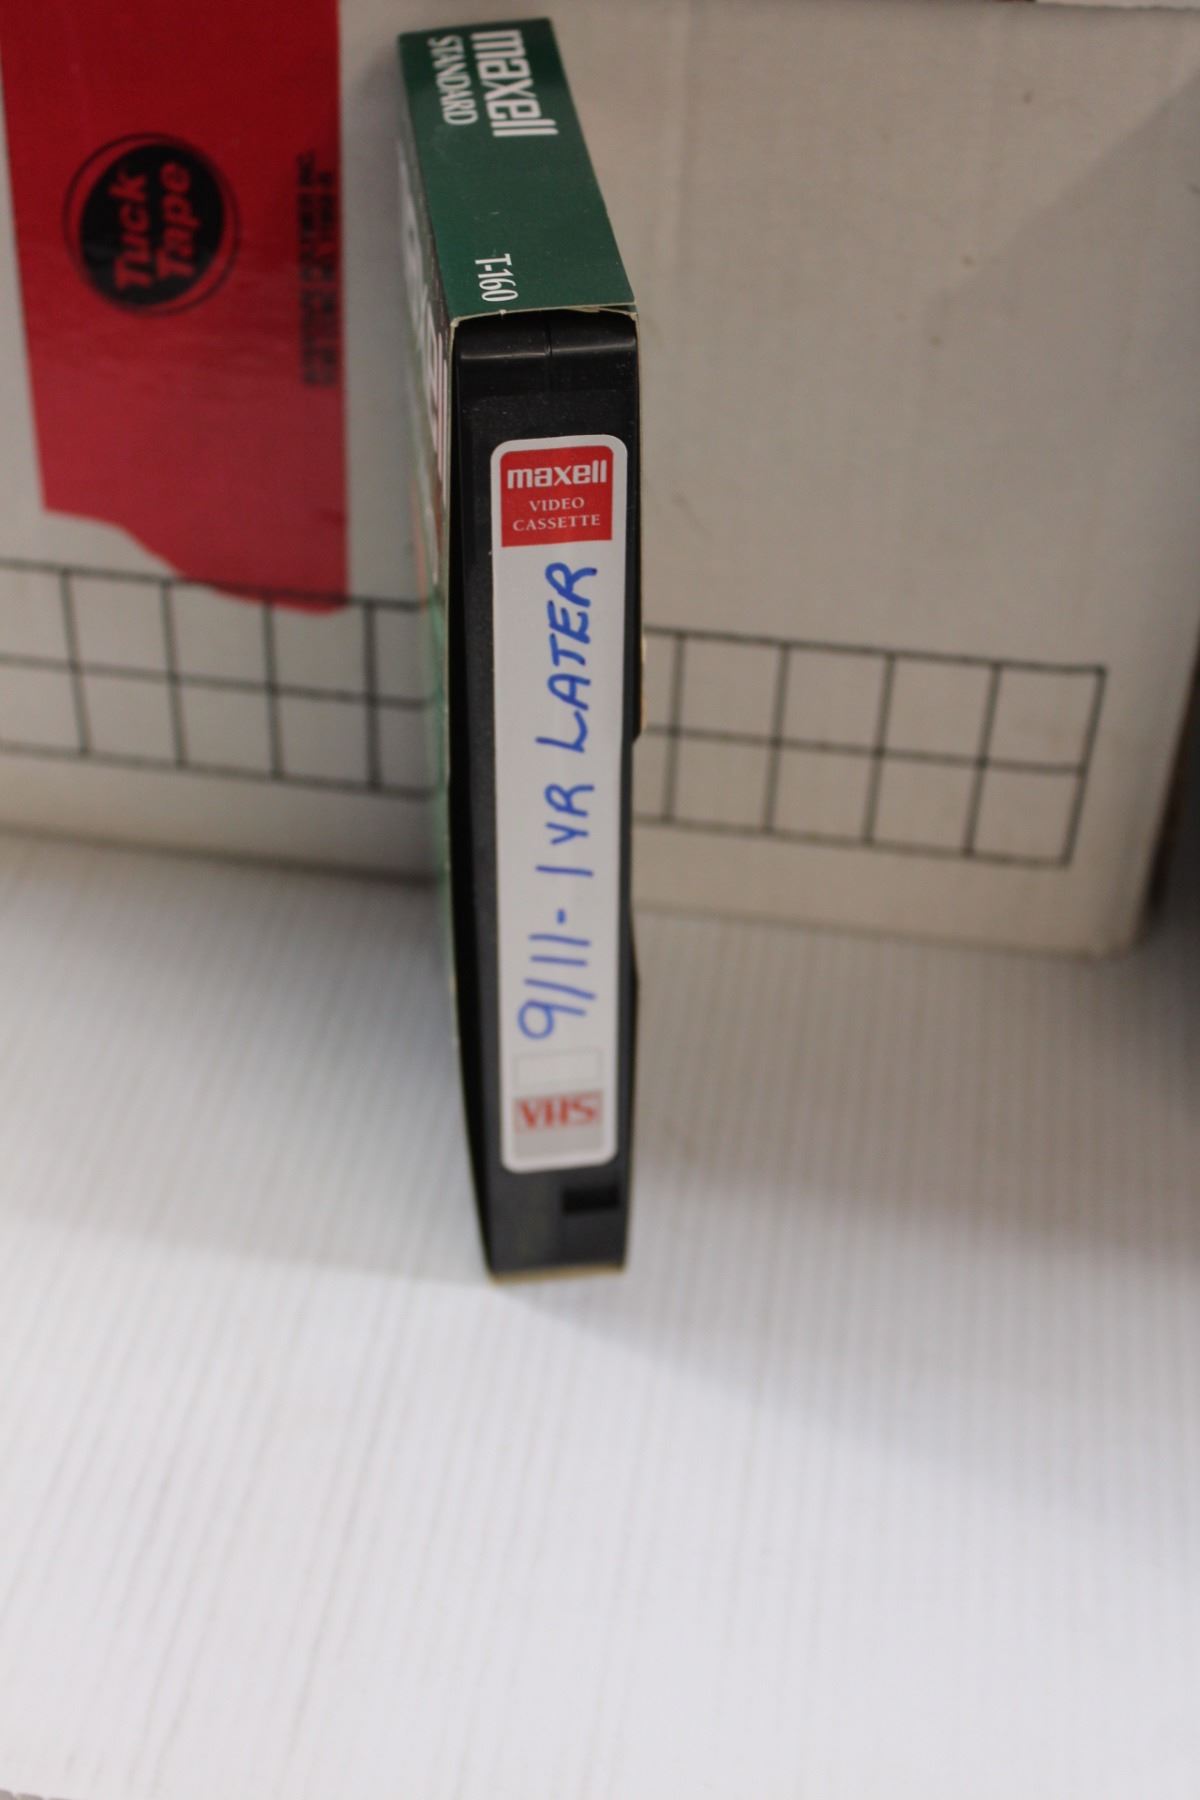 maxell
STANDARD
T-160
Tuck
Tape
maxell
VIDEO
CASSETTE
9/11 - 1 YR LATER
VHS